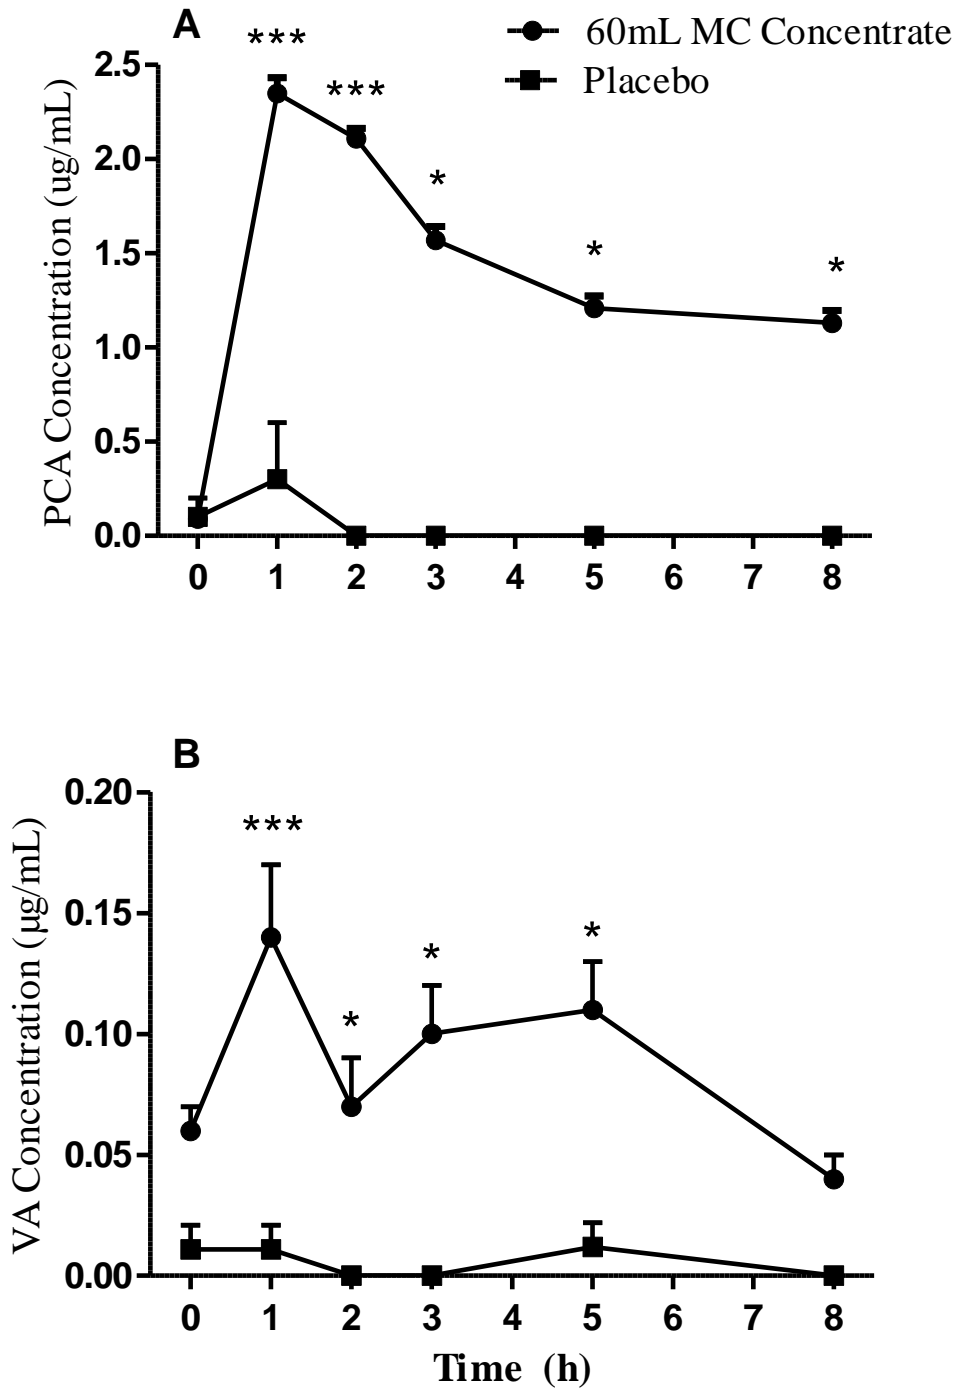 A
60mL MC Concentrate
Placebo
***
***
*
*
*
PCA Concentration (ug/mL)
2.5
2.0
1.5
1.0
0.5
0.0
0 1 2 3 4 5 6 7 8
B
***
*
*
*
VA Concentration (µg/mL)
0.20
0.15
0.10
0.05
0.00
0 1 2 3 4 5 6 7 8
Time (h)